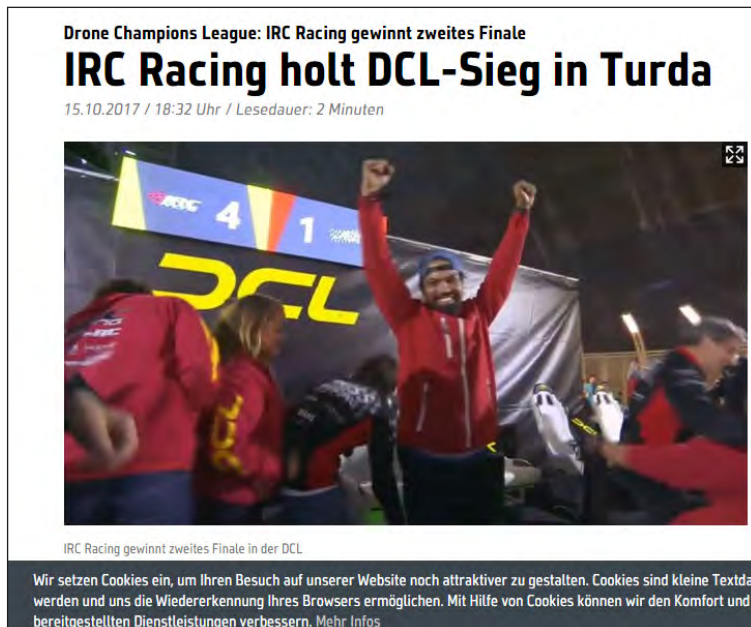 Drone Champions League: IRC Racing gewinnt zweites Finale
IRC Racing holt DCL-Sieg in Turda
15.10.2017 / 18:32 Uhr / Lesedauer: 2 Minuten
4 1
DCL
DCL
DCL
IRC Racing gewinnt zweites Finale in der DCL
Wir setzen Cookies ein, um Ihren Besuch auf unserer Website noch attraktiver zu gestalten. Cookies sind kleine Textda
werden und uns die Wiedererkennung Ihres Browsers ermöglichen. Mit Hilfe von Cookies können wir den Komfort und
bereitgestellten Dienstleistungen verbessern. Mehr Infos